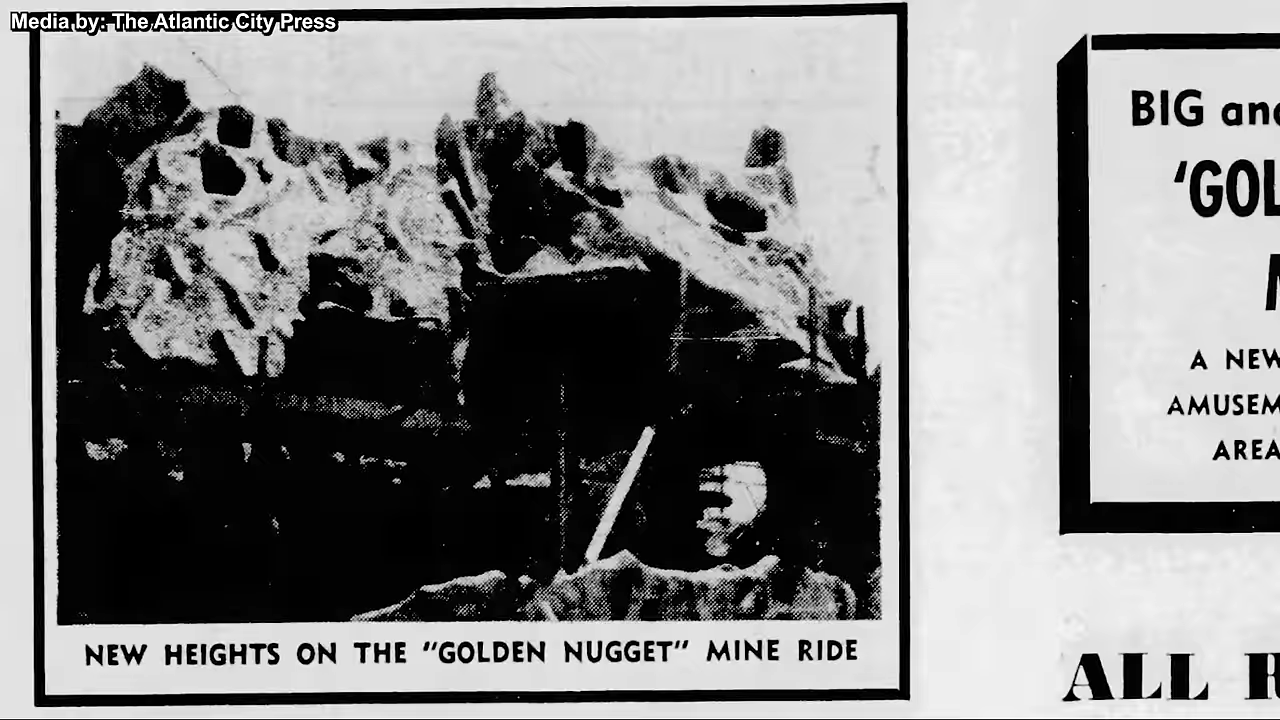 Media by: The Atlantic City Press
NEW HEIGHTS ON THE "GOLDEN NUGGET" MINE RIDE
BIG and
'GOL
A NEW
AMUSEM
AREA
ALL R